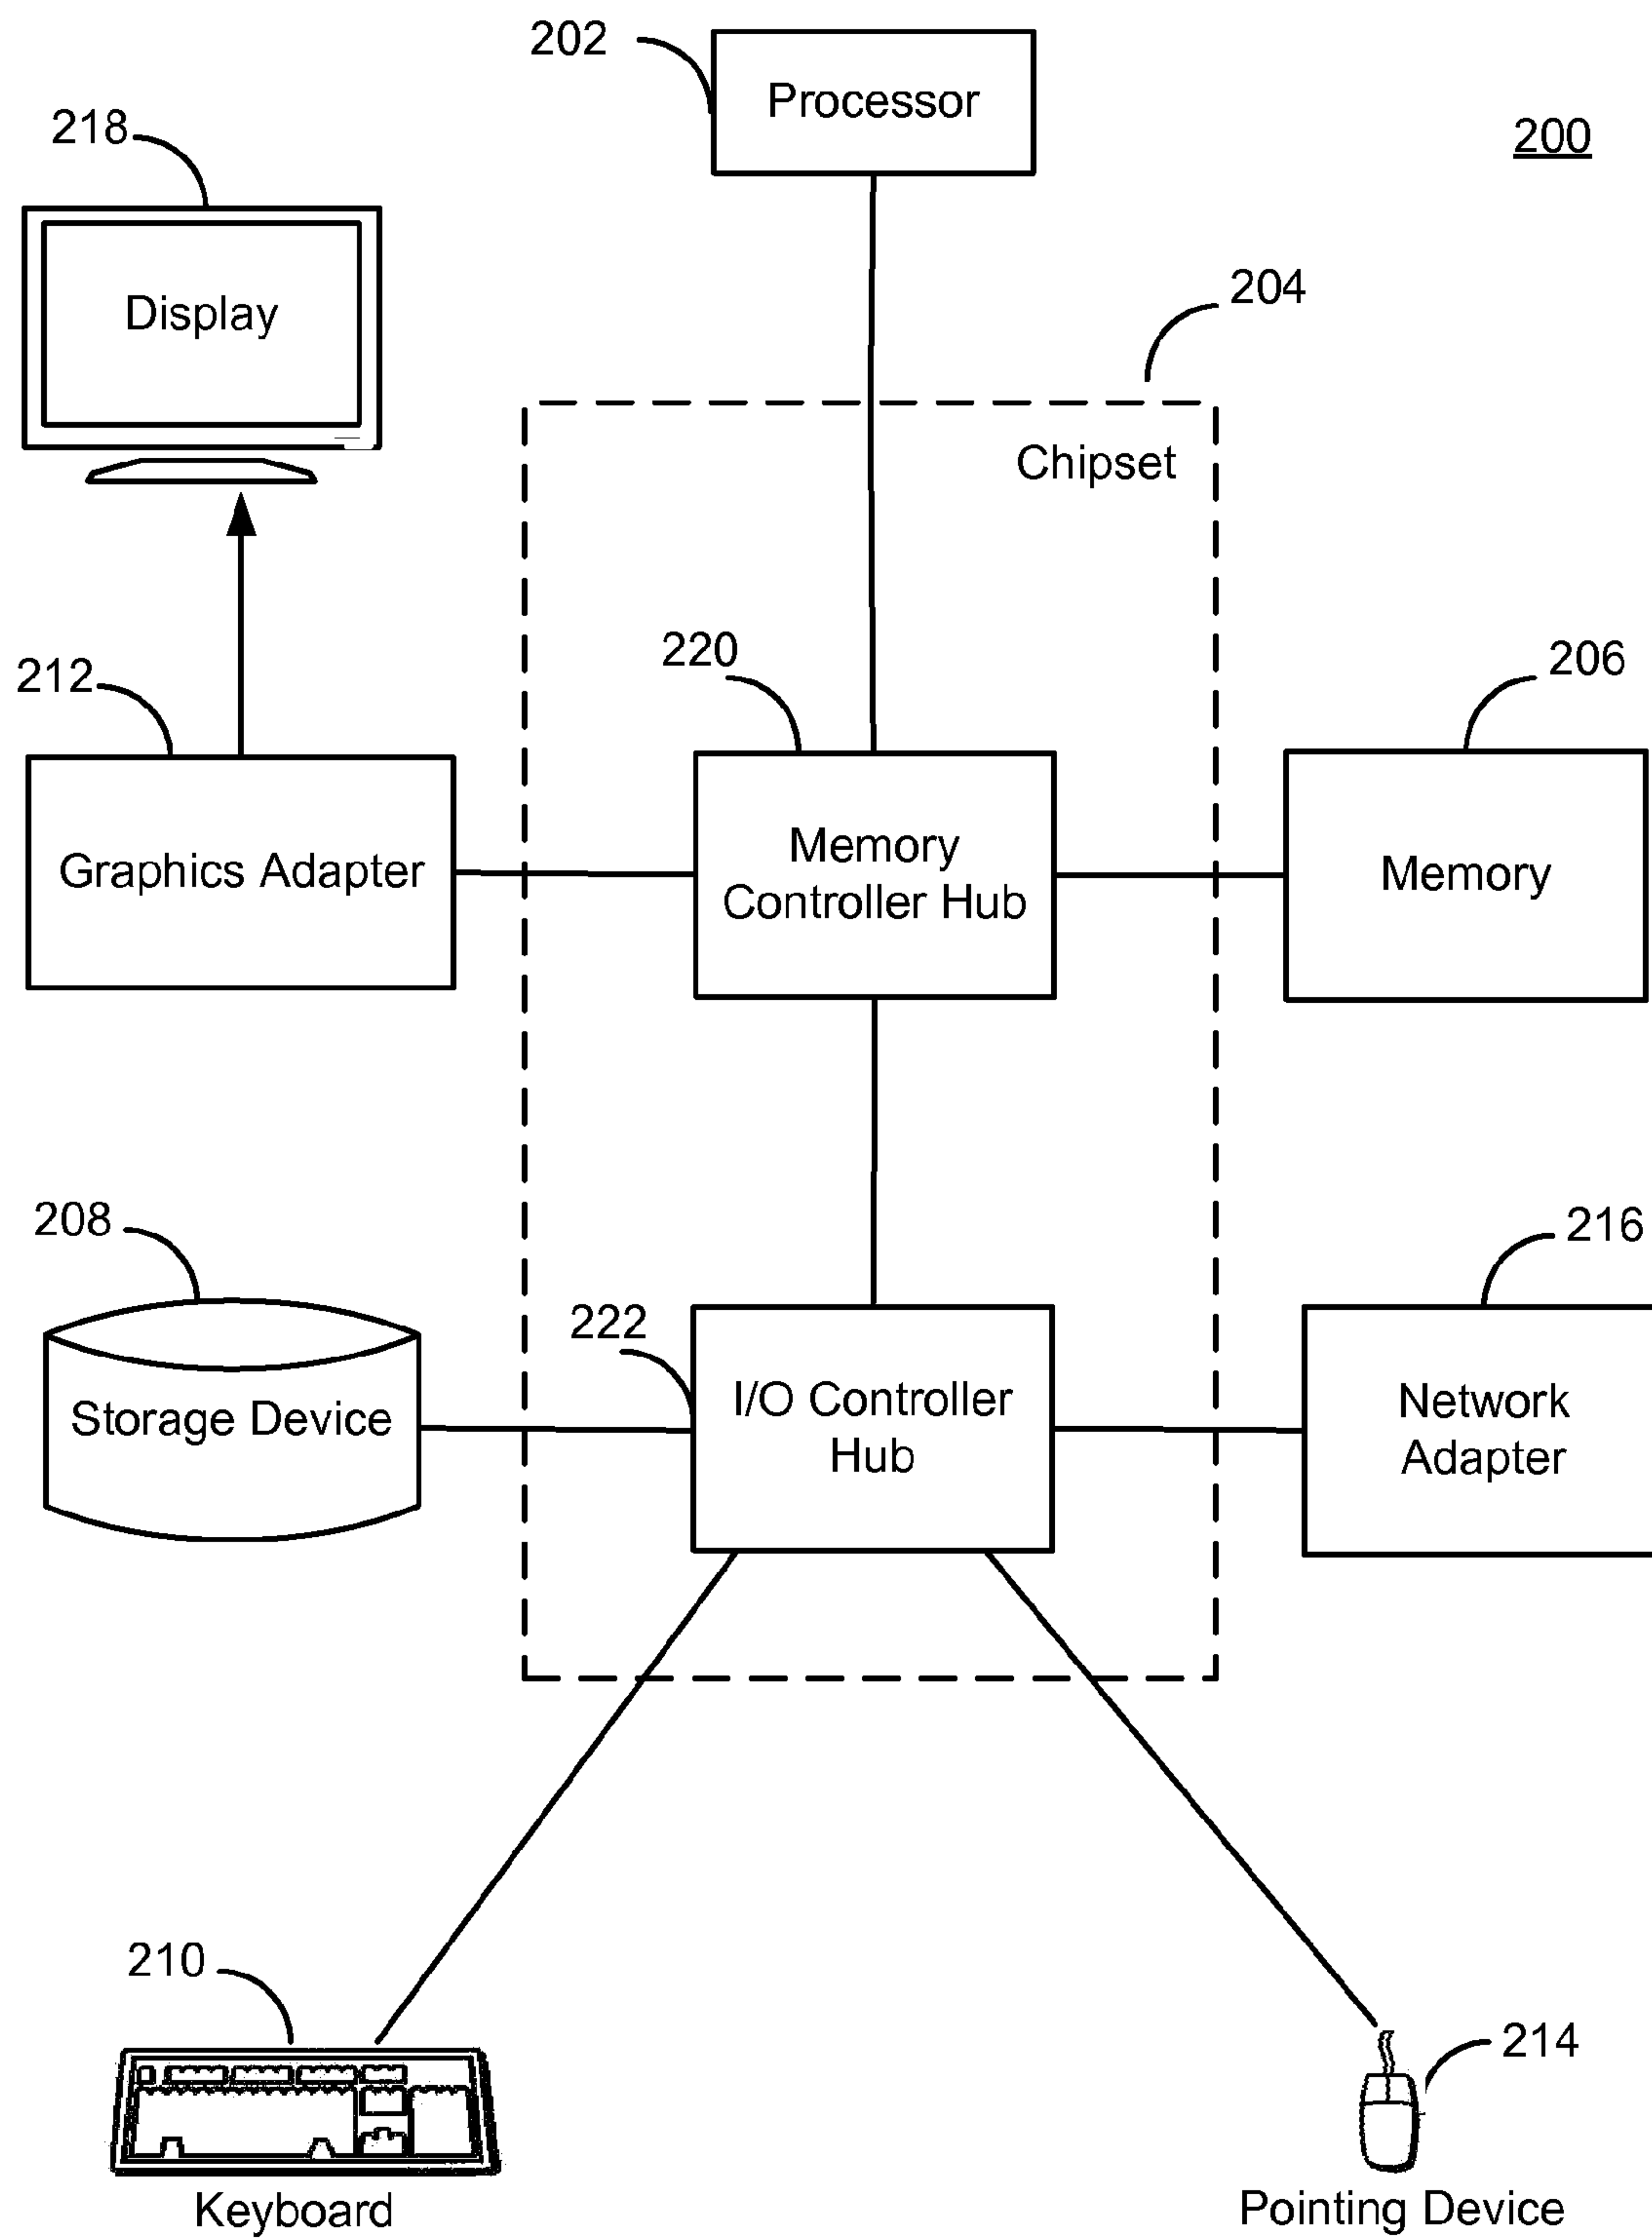 202
Processor
200
218
Display
204
Chipset
212
220
206
Graphics Adapter
Memory
Controller Hub
Memory
208
222
216
Storage Device
I/O Controller
Hub
Network
Adapter
210
214
Keyboard
Pointing Device